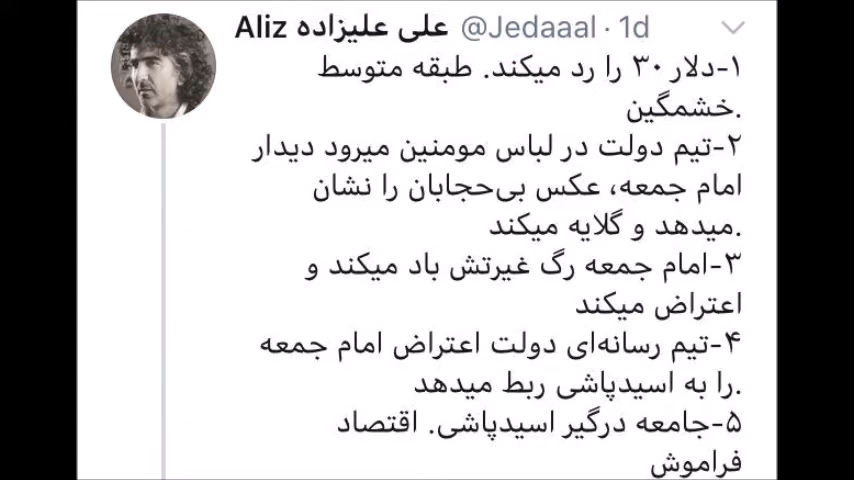 علی علیزاده Aliz @Jedaaal · 1d
۱-دلار ۳۰ را رد میکند. طبقه متوسط
خشمگین.
۲-تیم دولت در لباس مومنین میرود دیدار
امام جمعه، عکس بی‌حجابان را نشان
میدهد و گلایه میکند.
۳-امام جمعه رگ غیرتش باد میکند و
اعتراض میکند
۴-تیم رسانه‌ای دولت اعتراض امام جمعه
را به اسیدپاشی ربط میدهد.
۵-جامعه درگیر اسیدپاشی. اقتصاد
فراموش